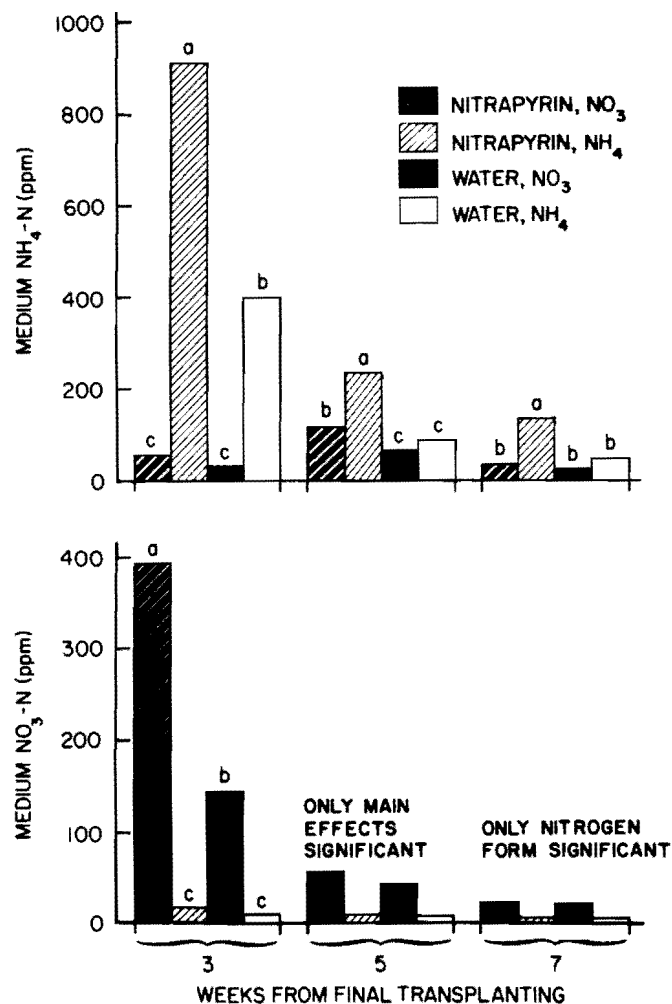 1000
800
600
400
200
0
MEDIUM NH₄-N (ppm)
NITRAPYRIN, NO₃
NITRAPYRIN, NH₄
WATER, NO₃
WATER, NH₄
c a c b
b a c c
b a b b
400
300
200
100
0
MEDIUM NO₃-N (ppm)
a c b c
ONLY MAIN
EFFECTS
SIGNIFICANT
ONLY NITROGEN
FORM SIGNIFICANT
3 5 7
WEEKS FROM FINAL TRANSPLANTING